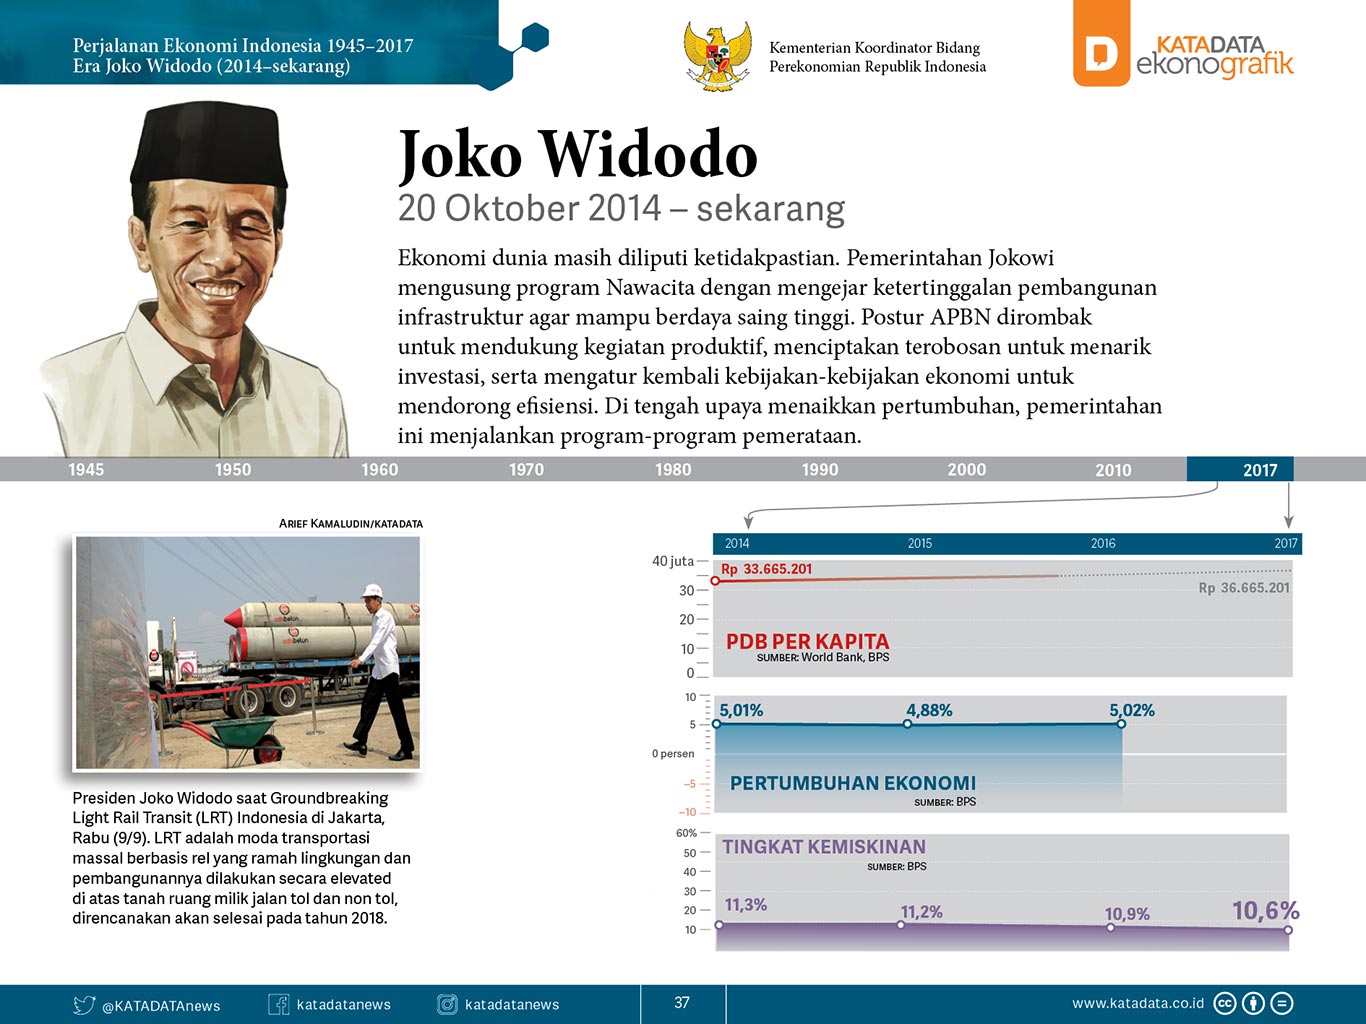 Perjalanan Ekonomi Indonesia 1945–2017
Era Joko Widodo (2014–sekarang)
Kementerian Koordinator Bidang
Perekonomian Republik Indonesia
D
KATADATA
ekonografik
Joko Widodo
20 Oktober 2014 – sekarang
Ekonomi dunia masih diliputi ketidakpastian. Pemerintahan Jokowi
mengusung program Nawacita dengan mengejar ketertinggalan pembangunan
infrastruktur agar mampu berdaya saing tinggi. Postur APBN dirombak
untuk mendukung kegiatan produktif, menciptakan terobosan untuk menarik
investasi, serta mengatur kembali kebijakan-kebijakan ekonomi untuk
mendorong efisiensi. Di tengah upaya menaikkan pertumbuhan, pemerintahan
ini menjalankan program-program pemerataan.
1945 1950 1960 1970 1980 1990 2000 2010 2017
ARIEF KAMALUDIN/KATADATA
Presiden Joko Widodo saat Groundbreaking
Light Rail Transit (LRT) Indonesia di Jakarta,
Rabu (9/9). LRT adalah moda transportasi
massal berbasis rel yang ramah lingkungan dan
pembangunannya dilakukan secara elevated
di atas tanah ruang milik jalan tol dan non tol,
direncanakan akan selesai pada tahun 2018.
2014 2015 2016 2017
40 juta
30
20
10
0
Rp 33.665.201
Rp 36.665.201
PDB PER KAPITA
SUMBER: World Bank, BPS
10
5
0 persen
–5
–10
5,01% 4,88% 5,02%
PERTUMBUHAN EKONOMI
SUMBER: BPS
60%
50
40
30
20
10
TINGKAT KEMISKINAN
SUMBER: BPS
11,3% 11,2% 10,9% 10,6%
@KATADATAnews
katadatanews
katadatanews
37
www.katadata.co.id
cc